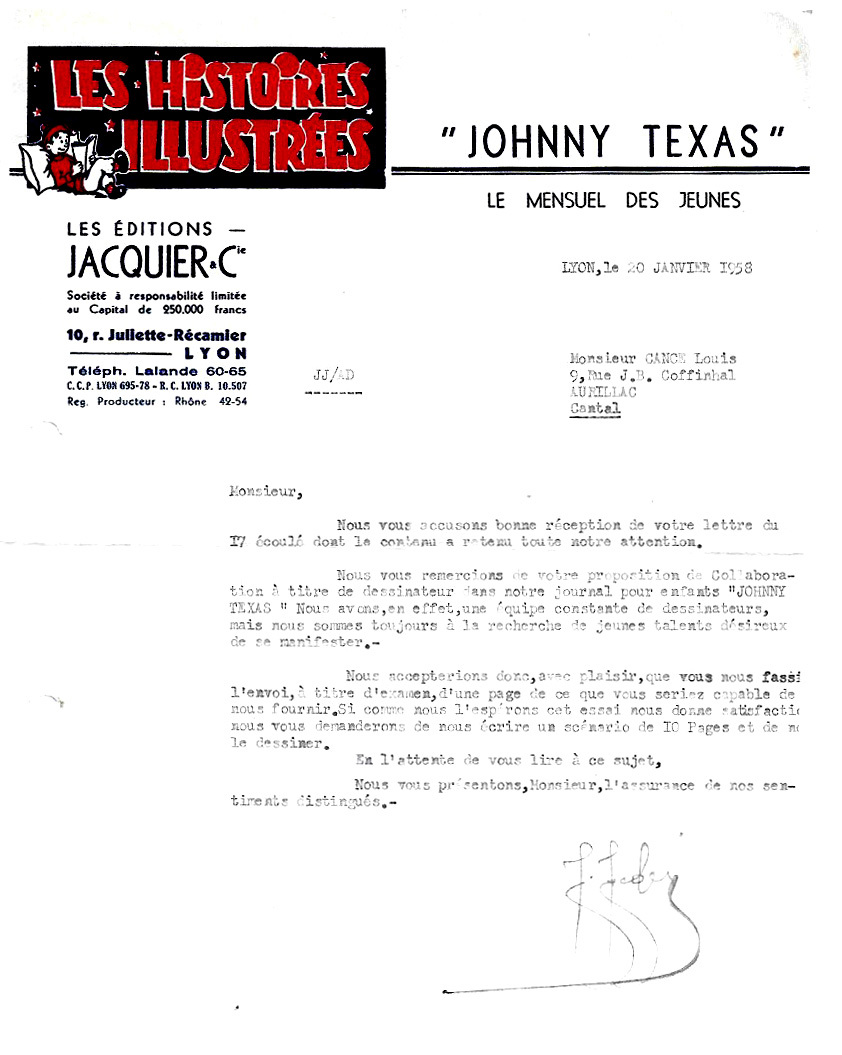 LES HISTOIRES
ILLUSTRÉES
" JOHNNY TEXAS "
LE MENSUEL DES JEUNES
LES ÉDITIONS —
JACQUIER & Cie
Société à responsabilité limitée
au Capital de 250.000 francs
10, r. Juliette-Récamier
LYON
Téléph. Lalande 60-65
C.C.P. LYON 695-78 - R.C. LYON B. 10.507
Reg. Producteur : Rhône 42-54
LYON,le 20 JANVIER 1958
JJ/AD
Monsieur CANCE Louis
9,Rue J.B. Coffinhal
AURILLAC
Cantal
Monsieur,
Nous vous accusons bonne réception de votre lettre du
I7 écoulé dont le contenu a retenu toute notre attention.
Nous vous remercions de votre proposition de Collabora-
tion à titre de dessinateur dans notre journal pour enfants "JOHNNY
TEXAS " Nous avons,en effet,une équipe constante de dessinateurs,
mais nous sommes toujours à la recherche de jeunes talents désireux
de se manifester.-
Nous accepterions donc,avec plaisir,que vous nous fassi
l'envoi,à titre d'examen,d'une page de ce que vous seriez capable de
nous fournir.Si comme nous l'espérons cet essai nous donne satisfactio
nous vous demanderons de nous écrire un scénario de IO Pages et de no
le dessiner.
En l'attente de vous lire à ce sujet,
Nous vous présentons,Monsieur,l'assurance de nos sen-
timents distingués.-